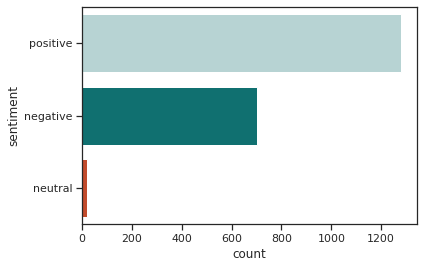 sentiment
positive
negative
neutral
0 200 400 600 800 1000 1200
count